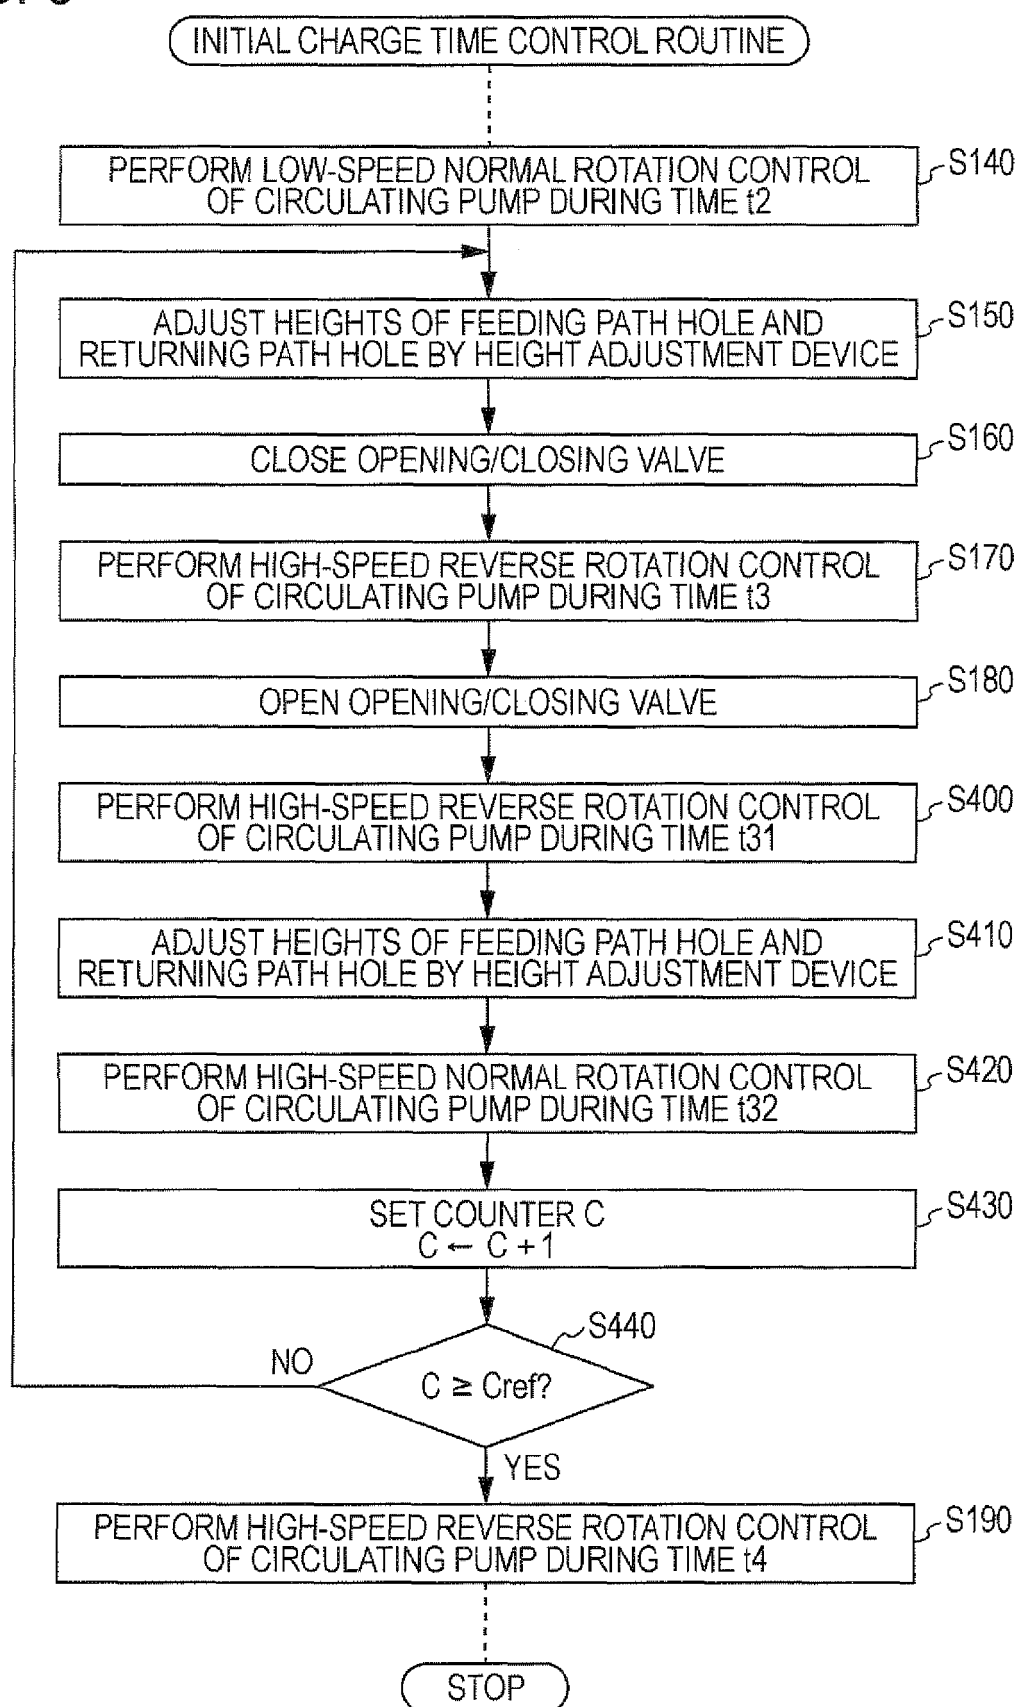 INITIAL CHARGE TIME CONTROL ROUTINE
PERFORM LOW-SPEED NORMAL ROTATION CONTROL
OF CIRCULATING PUMP DURING TIME t2
S140
ADJUST HEIGHTS OF FEEDING PATH HOLE AND
RETURNING PATH HOLE BY HEIGHT ADJUSTMENT DEVICE
S150
CLOSE OPENING/CLOSING VALVE
S160
PERFORM HIGH-SPEED REVERSE ROTATION CONTROL
OF CIRCULATING PUMP DURING TIME t3
S170
OPEN OPENING/CLOSING VALVE
S180
PERFORM HIGH-SPEED REVERSE ROTATION CONTROL
OF CIRCULATING PUMP DURING TIME t31
S400
ADJUST HEIGHTS OF FEEDING PATH HOLE AND
RETURNING PATH HOLE BY HEIGHT ADJUSTMENT DEVICE
S410
PERFORM HIGH-SPEED NORMAL ROTATION CONTROL
OF CIRCULATING PUMP DURING TIME t32
S420
SET COUNTER C
C ← C + 1
S430
S440
NO
C ≧ Cref?
YES
PERFORM HIGH-SPEED REVERSE ROTATION CONTROL
OF CIRCULATING PUMP DURING TIME t4
S190
STOP